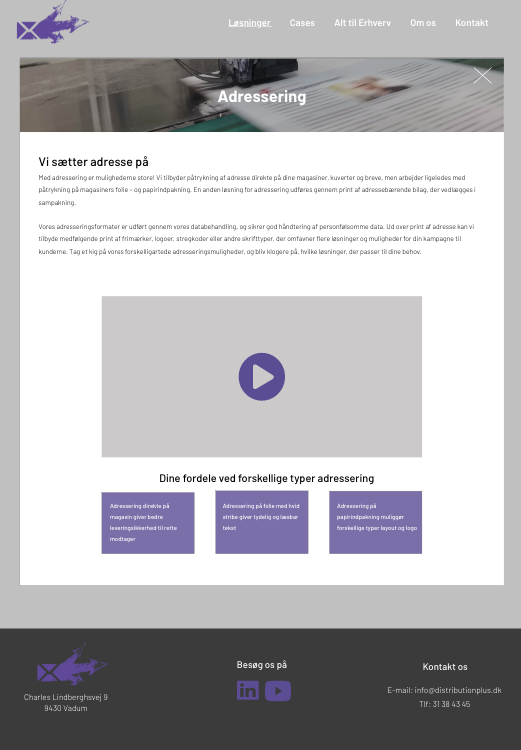 Løsninger Cases Alt til Erhverv Om os Kontakt
Adressering
Vi sætter adresse på
Med adressering er mulighederne store! Vi tilbyder påtrykning af adresse direkte på dine magasiner, kuverter og breve, men arbejder ligeledes med
påtrykning på magasiners folie – og papirindpakning. En anden løsning for adressering udføres gennem print af adressebærende bilag, der vedlægges i
sampakning.
Vores adresseringsformater er udført gennem vores databehandling, og sikrer god håndtering af personfølsomme data. Ud over print af adresse kan vi
tilbyde medfølgende print af frimærker, logoer, stregkoder eller andre skrifttyper, der omfavner flere løsninger og muligheder for din kampagne til
kunderne. Tag et kig på vores forskelligartede adresseringsmuligheder, og bliv klogere på, hvilke løsninger, der passer til dine behov.
Dine fordele ved forskellige typer adressering
Adressering direkte på
magasin giver bedre
leveringsikkerhed til rette
modtager
Adressering på folie med hvid
stribe giver tydelig og læsbar
tekst
Adressering på
papirindpakning muliggør
forskellige typer layout og logo
Charles Lindberghsvej 9
9430 Vadum
Besøg os på
Kontakt os
E-mail: info@distributionplus.dk
Tlf: 31 38 43 45